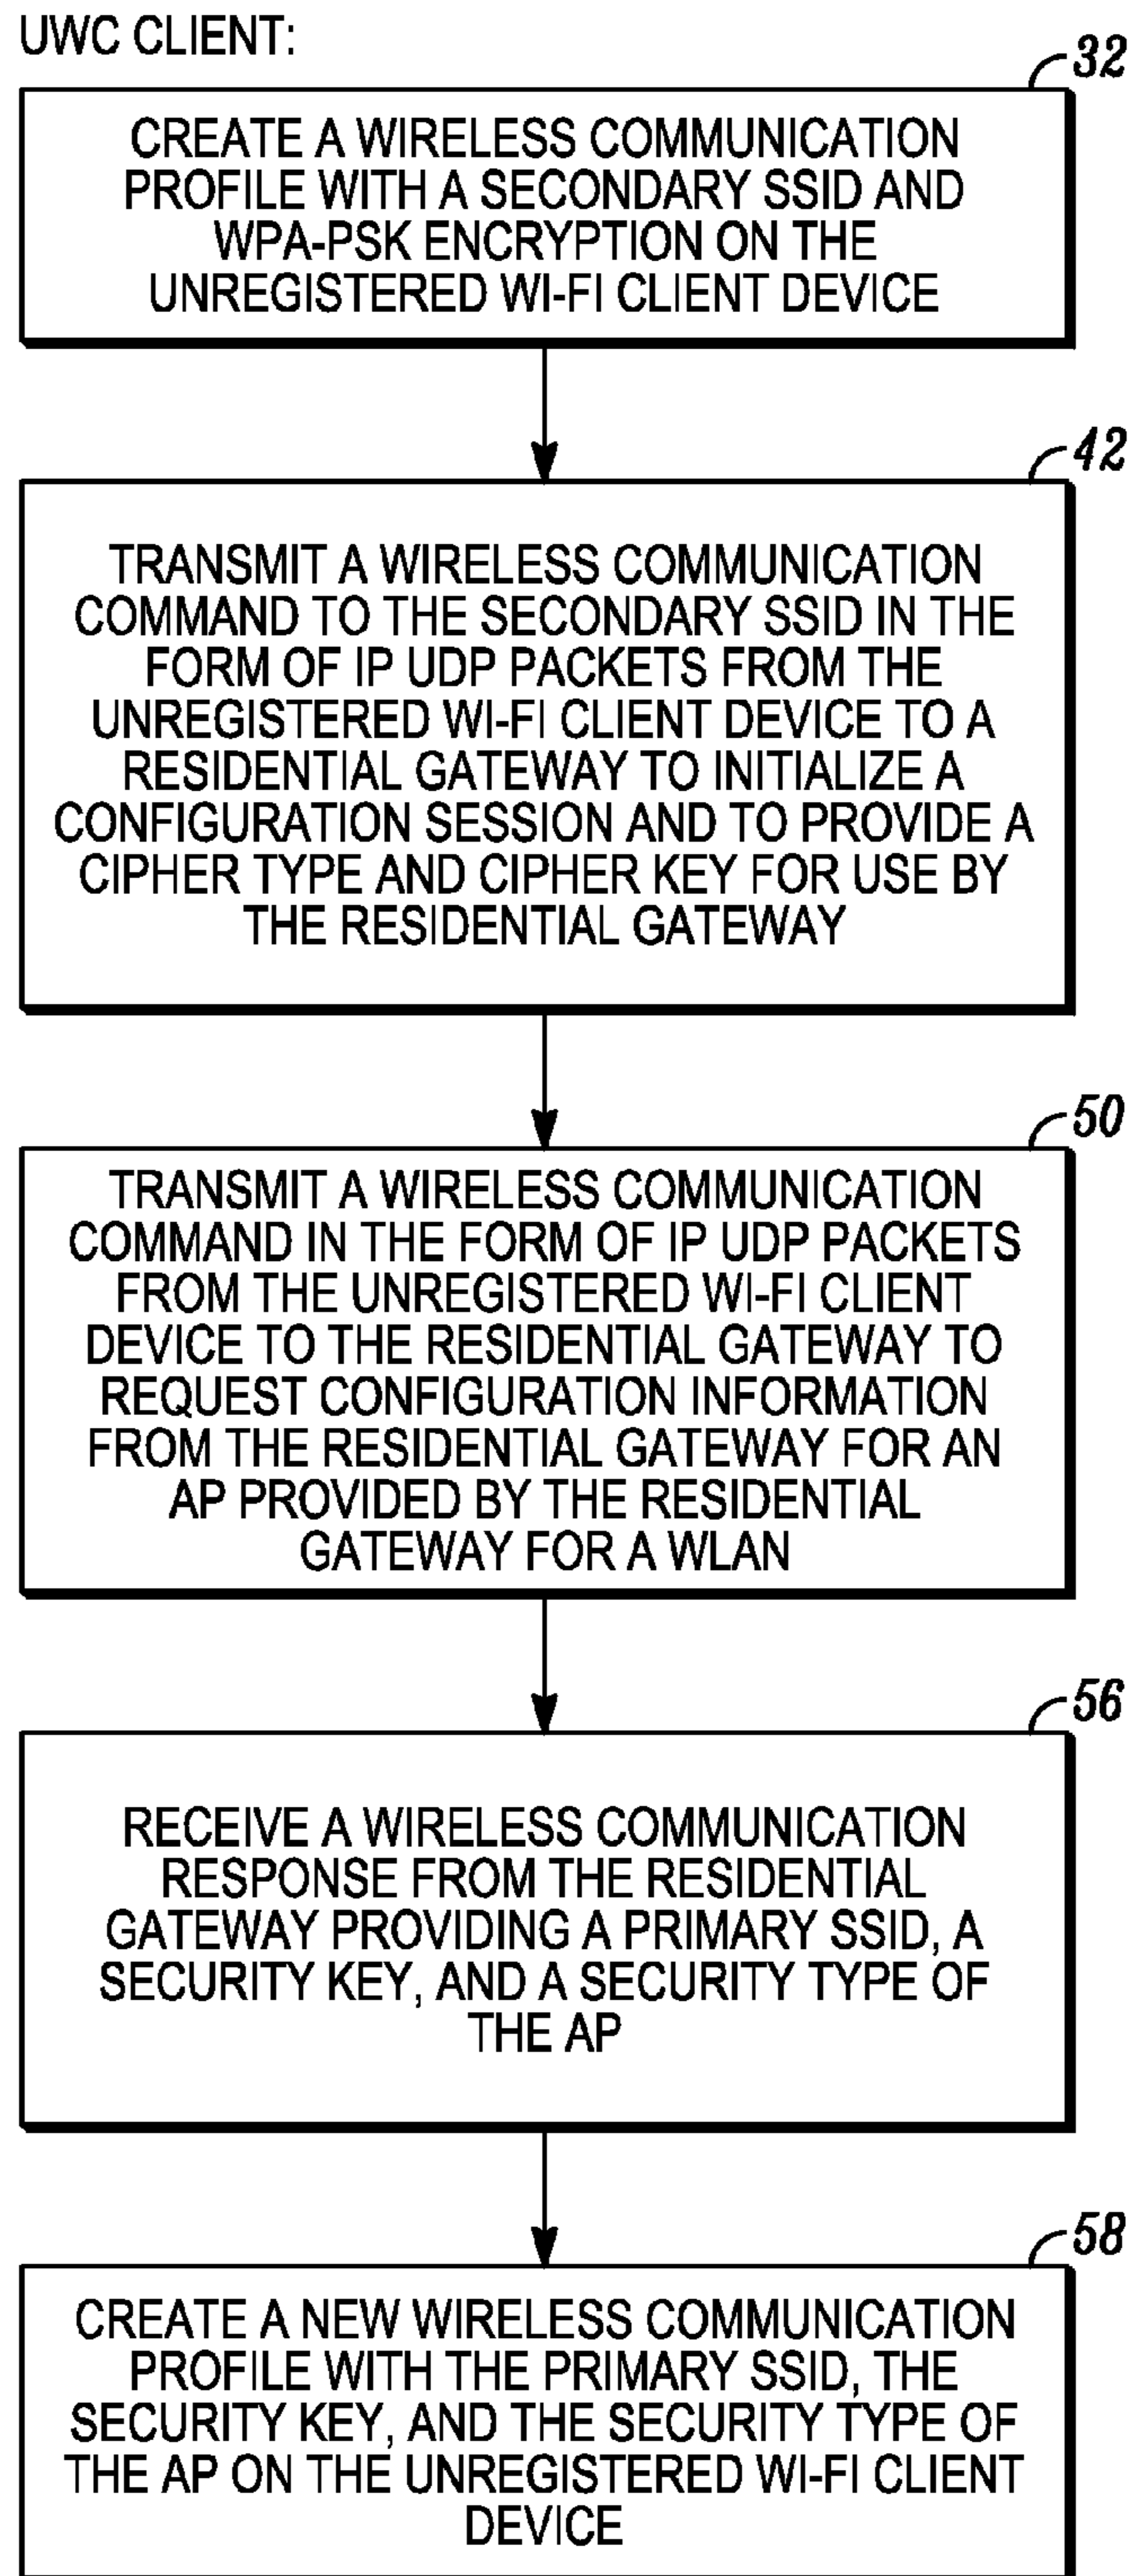 UWC CLIENT:
32
CREATE A WIRELESS COMMUNICATION
PROFILE WITH A SECONDARY SSID AND
WPA-PSK ENCRYPTION ON THE
UNREGISTERED WI-FI CLIENT DEVICE
42
TRANSMIT A WIRELESS COMMUNICATION
COMMAND TO THE SECONDARY SSID IN THE
FORM OF IP UDP PACKETS FROM THE
UNREGISTERED WI-FI CLIENT DEVICE TO A
RESIDENTIAL GATEWAY TO INITIALIZE A
CONFIGURATION SESSION AND TO PROVIDE A
CIPHER TYPE AND CIPHER KEY FOR USE BY
THE RESIDENTIAL GATEWAY
50
TRANSMIT A WIRELESS COMMUNICATION
COMMAND IN THE FORM OF IP UDP PACKETS
FROM THE UNREGISTERED WI-FI CLIENT
DEVICE TO THE RESIDENTIAL GATEWAY TO
REQUEST CONFIGURATION INFORMATION
FROM THE RESIDENTIAL GATEWAY FOR AN
AP PROVIDED BY THE RESIDENTIAL
GATEWAY FOR A WLAN
56
RECEIVE A WIRELESS COMMUNICATION
RESPONSE FROM THE RESIDENTIAL
GATEWAY PROVIDING A PRIMARY SSID, A
SECURITY KEY, AND A SECURITY TYPE OF
THE AP
58
CREATE A NEW WIRELESS COMMUNICATION
PROFILE WITH THE PRIMARY SSID, THE
SECURITY KEY, AND THE SECURITY TYPE OF
THE AP ON THE UNREGISTERED WI-FI CLIENT
DEVICE